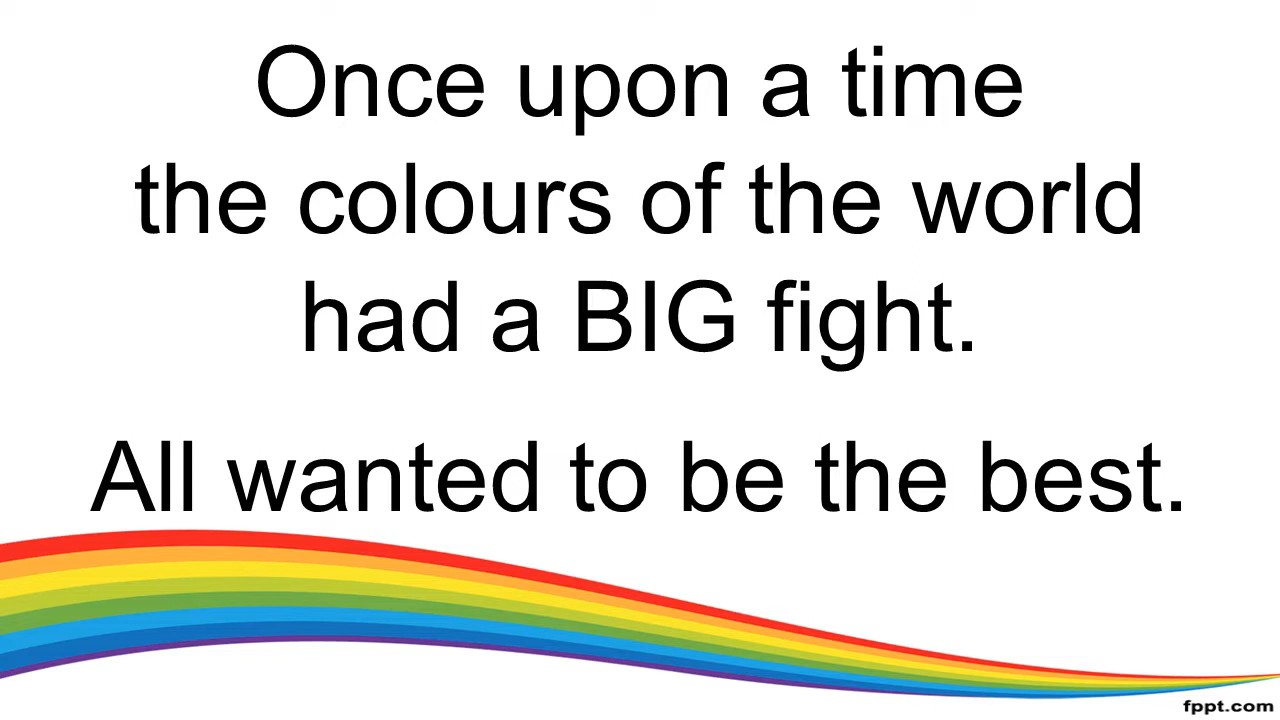 Once upon a time
the colours of the world
had a BIG fight.
All wanted to be the best.
fppt.com